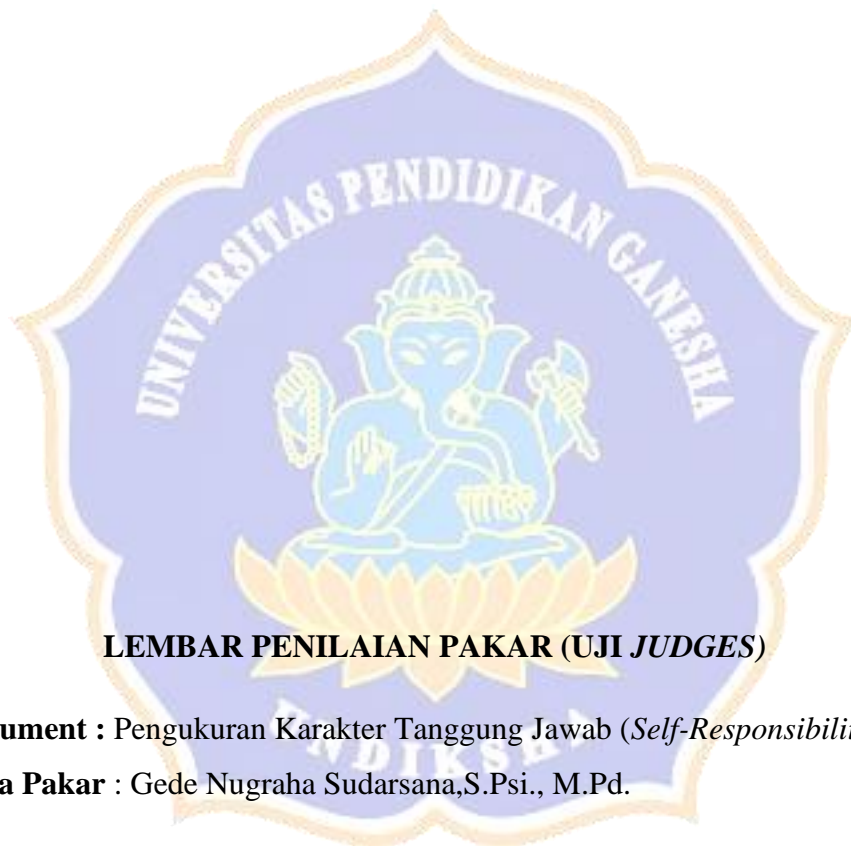 UNIVERSITAS PENDIDIKAN GANESHA
LEMBAR PENILAIAN PAKAR (UJI JUDGES)
ument : Pengukuran Karakter Tanggung Jawab (Self-Responsibili
UNDIKSHA
a Pakar : Gede Nugraha Sudarsana,S.Psi., M.Pd.